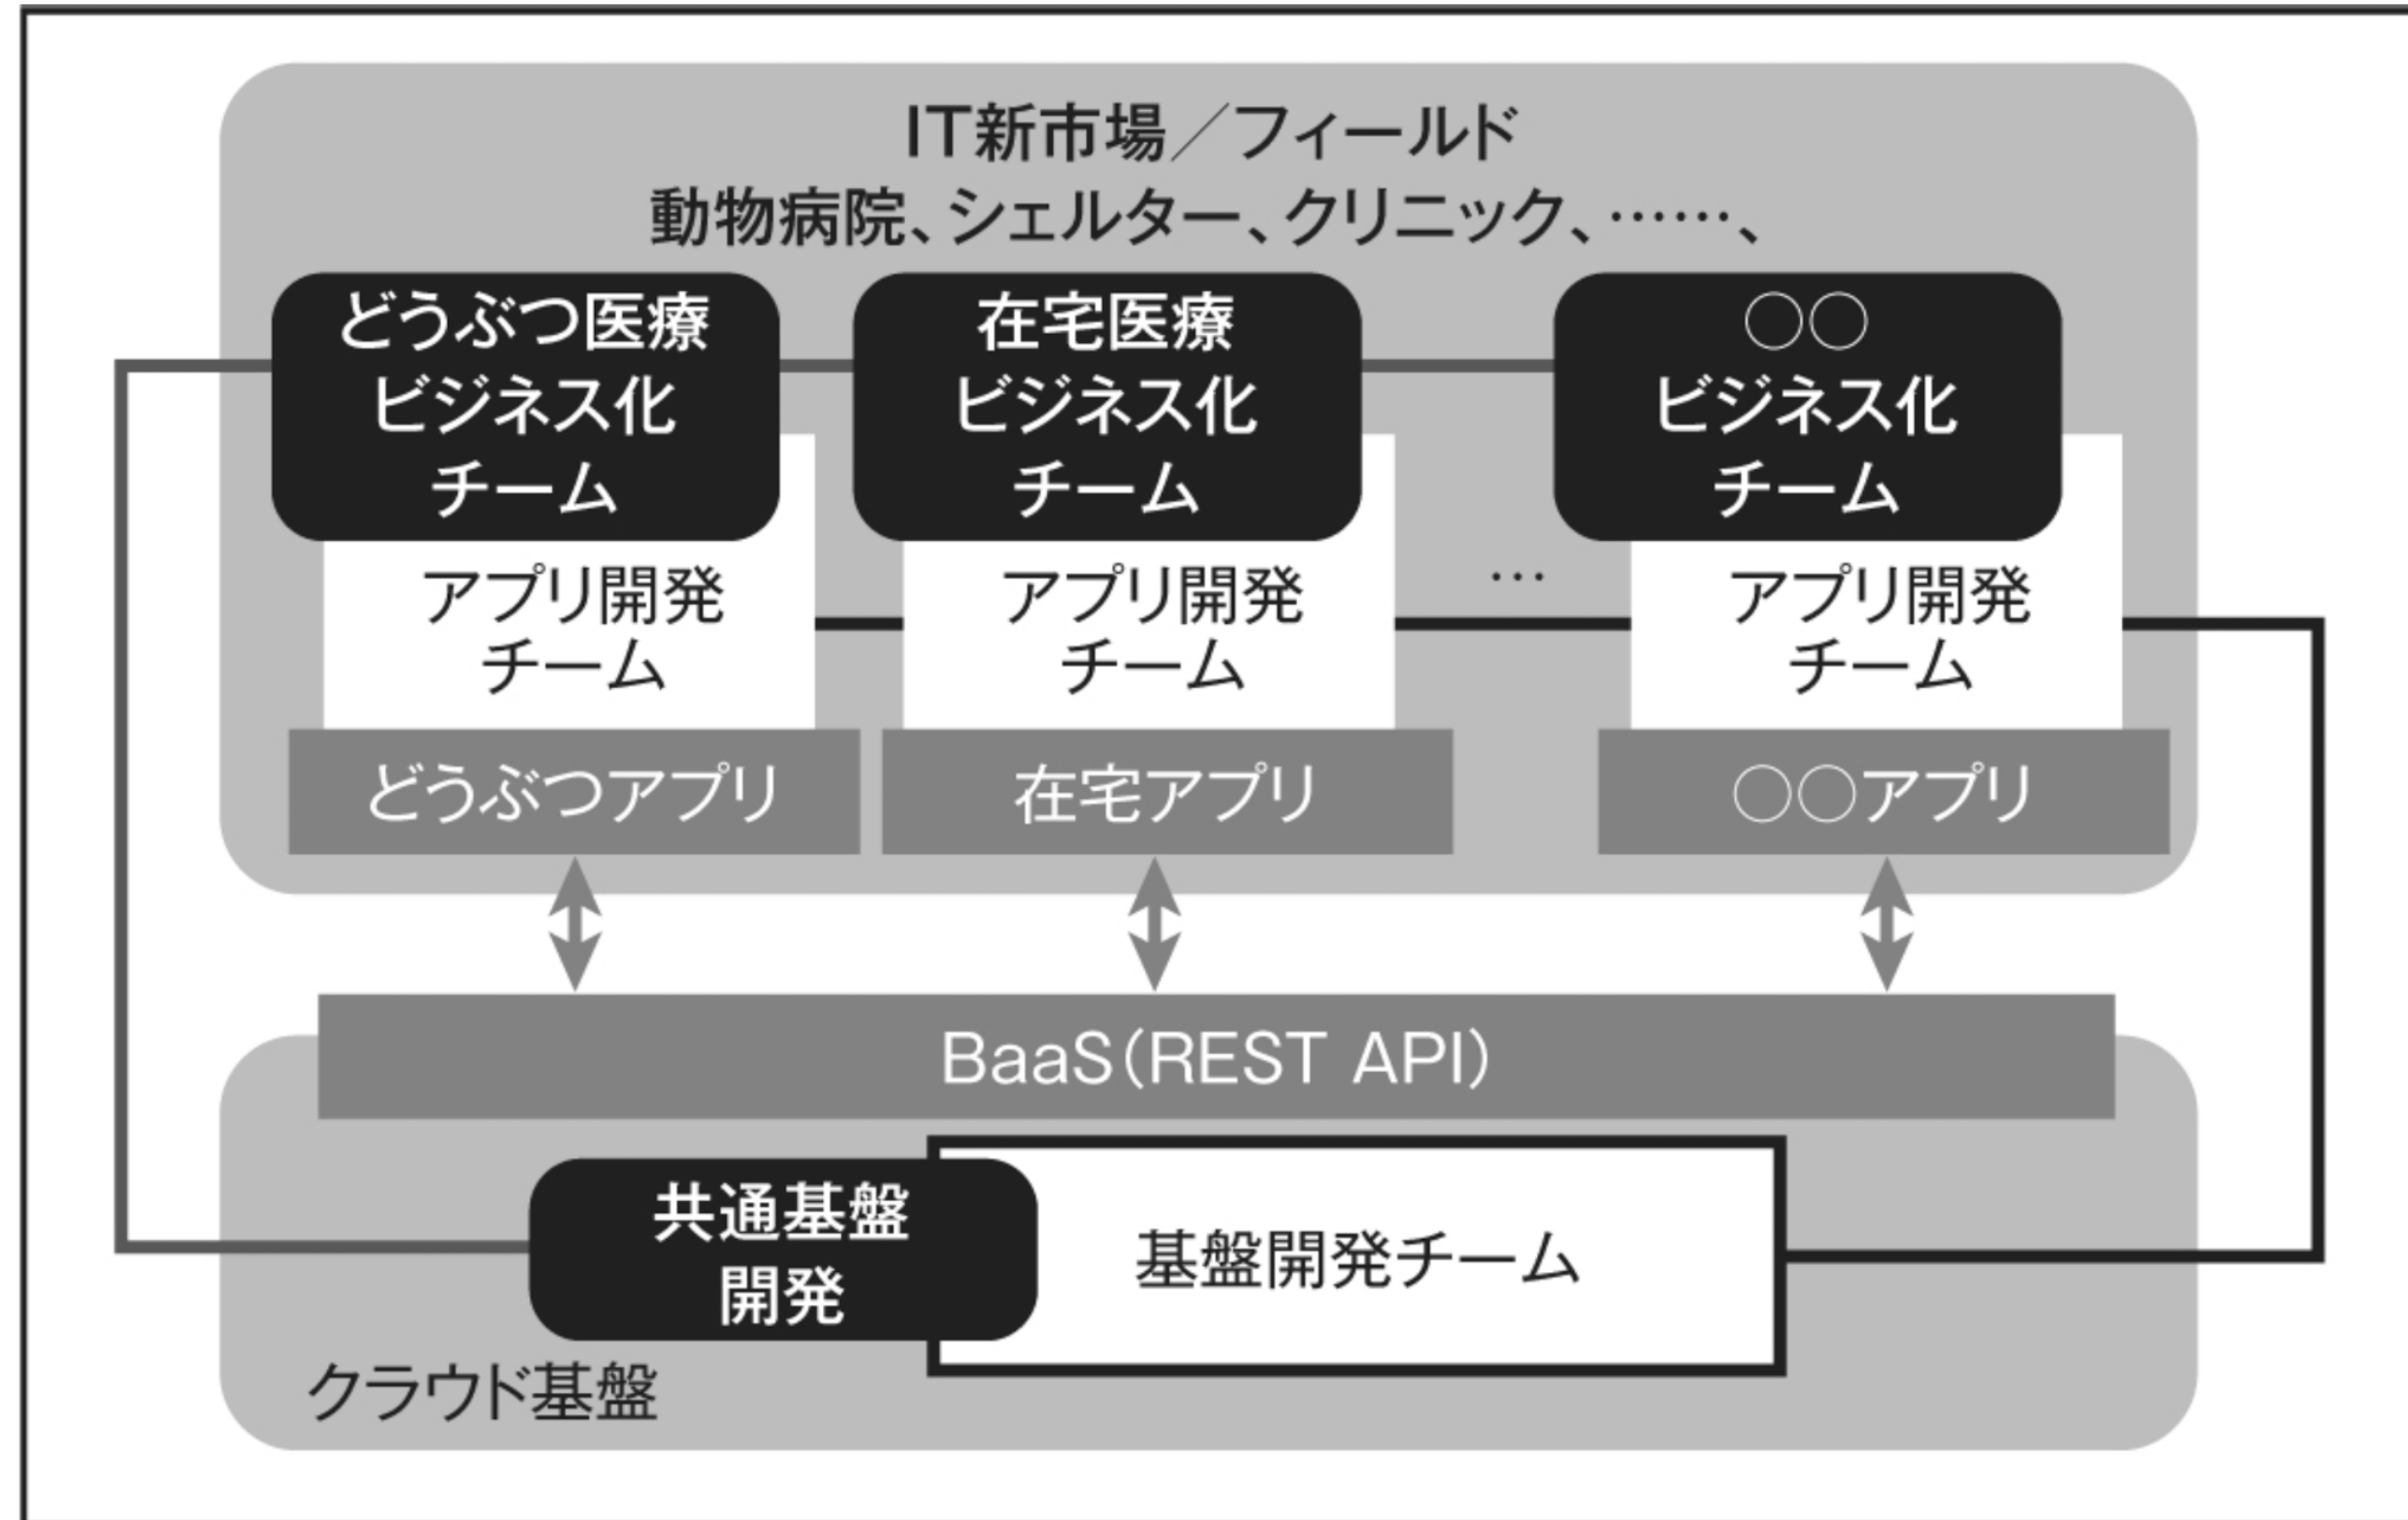 IT新市場／フィールド
動物病院、シェルター、クリニック、……、
どうぶつ医療
ビジネス化
チーム
在宅医療
ビジネス化
チーム
○○
ビジネス化
チーム
アプリ開発
チーム
アプリ開発
チーム
…
アプリ開発
チーム
どうぶつアプリ
在宅アプリ
○○アプリ
BaaS（REST API）
共通基盤
開発
基盤開発チーム
クラウド基盤